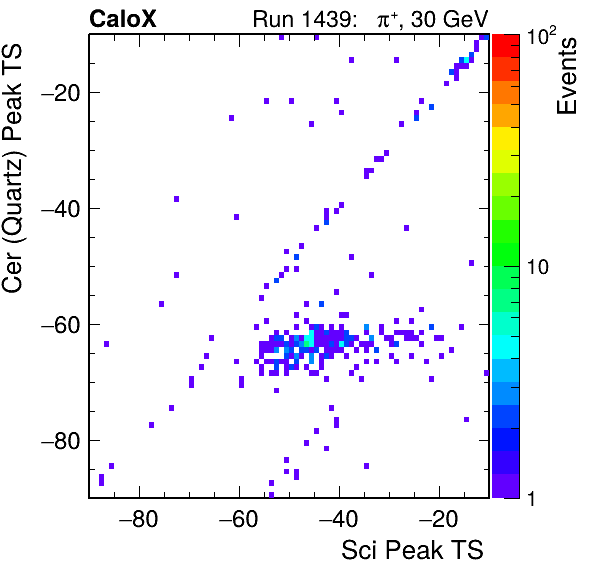 CaloX Run 1439: π⁺, 30 GeV
Cer (Quartz) Peak TS
−20
−40
−60
−80
−80 −60 −40 −20
Sci Peak TS
10²
10
1
Events